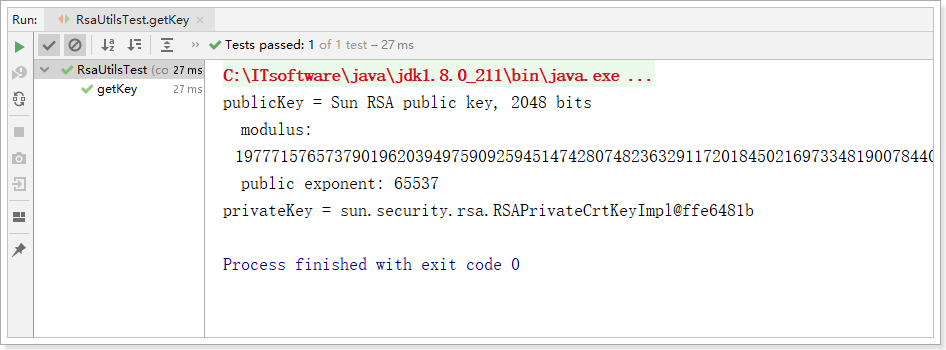 Run: RsaUtilsTest.getKey
Tests passed: 1 of 1 test – 27 ms
RsaUtilsTest (co 27 ms
getKey 27 ms
C:\ITsoftware\java\jdk1.8.0_211\bin\java.exe ...
publicKey = Sun RSA public key, 2048 bits
modulus:
19777157657379019620394975909259451474280748236329117201845021697334819007844​0
public exponent: 65537
privateKey = sun.security.rsa.RSAPrivateCrtKeyImpl@ffe6481b
Process finished with exit code 0